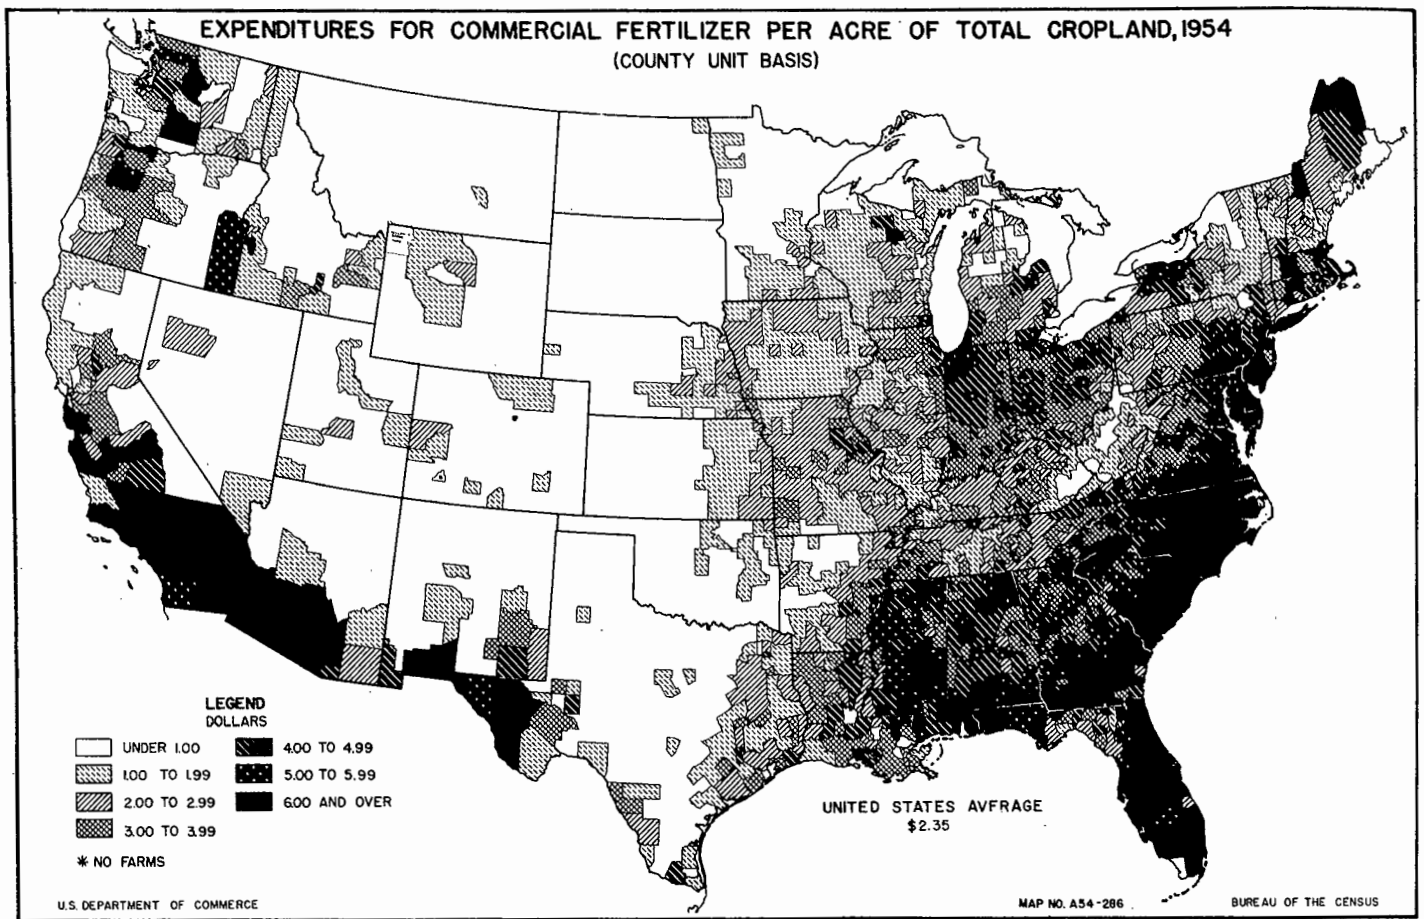 EXPENDITURES FOR COMMERCIAL FERTILIZER PER ACRE OF TOTAL CROPLAND, 1954
(COUNTY UNIT BASIS)
LEGEND
DOLLARS
UNDER 1.00
1.00 TO 1.99
2.00 TO 2.99
3.00 TO 3.99
4.00 TO 4.99
5.00 TO 5.99
6.00 AND OVER
* NO FARMS
UNITED STATES AVFRAGE
$2.35
U.S. DEPARTMENT OF COMMERCE
MAP NO. A54-286
BUREAU OF THE CENSUS